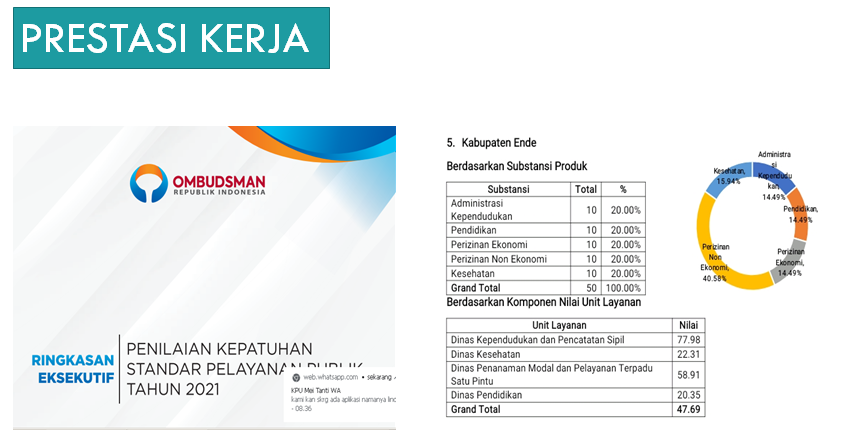 PRESTASI KERJA
OMBUDSMAN
REPUBLIK INDONESIA
RINGKASAN
EKSEKUTIF
PENILAIAN KEPATUHAN
STANDAR PELAYANAN PUBLIK
TAHUN 2021
web.whatsapp.com • sekarang
KPU Mei Tanti WA
kami kan skrg ada aplikasi namanya
- 08.36
5. Kabupaten Ende
Berdasarkan Substansi Produk
Substansi Total %
Administrasi
Kependudukan 10 20.00%
Pendidikan 10 20.00%
Perizinan Ekonomi 10 20.00%
Perizinan Non Ekonomi 10 20.00%
Kesehatan 10 20.00%
Grand Total 50 100.00%
Berdasarkan Komponen Nilai Unit Layanan
Unit Layanan Nilai
Dinas Kependudukan dan Pencatatan Sipil 77.98
Dinas Kesehatan 22.31
Dinas Penanaman Modal dan Pelayanan Terpadu
Satu Pintu 58.91
Dinas Pendidikan 20.35
Grand Total 47.69
Kesehatan,
15.94%
Administra
si
Kependudu
kan,
14.49%
Pendidikan,
14.49%
Perizinan
Ekonomi,
14.49%
Perizinan
Non
Ekonomi,
40.58%